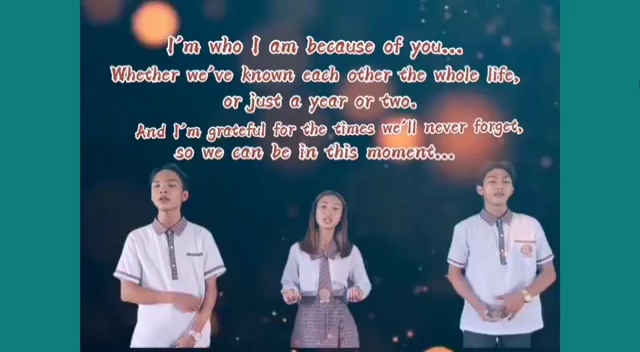 I'm who I am because of you...
Whether we've known each other the whole life,
or just a year or two.
And I'm grateful for the times we'll never forget,
so we can be in this moment...